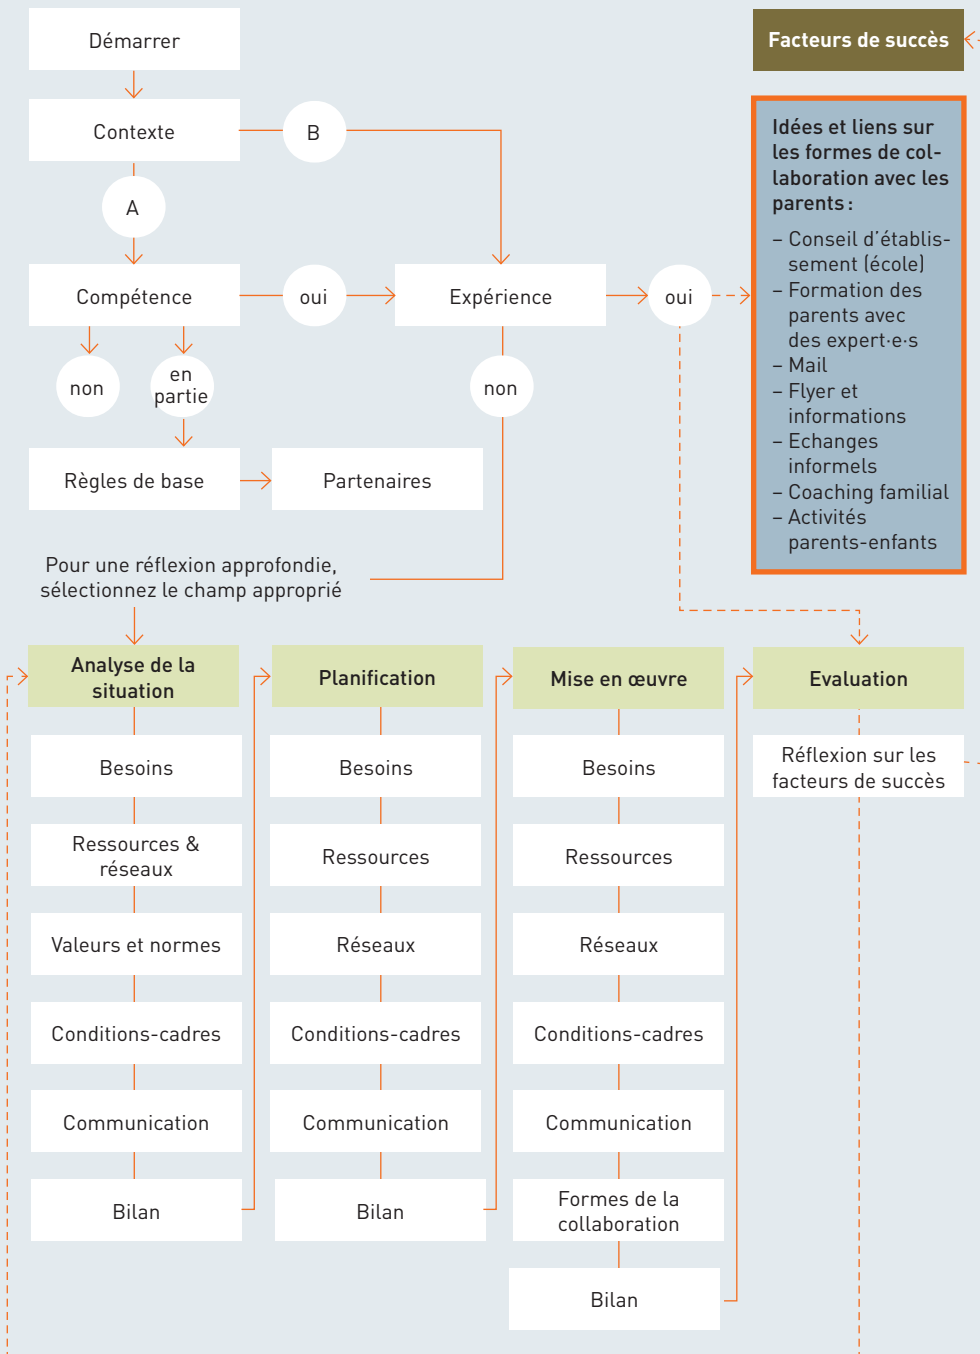 Démarrer
Facteurs de succès
Contexte
B
A
Idées et liens sur
les formes de col-
laboration avec les
parents :
– Conseil d’établis-
sement (école)
– Formation des
parents avec
des expert·e·s
– Mail
– Flyer et
informations
– Echanges
informels
– Coaching familial
– Activités
parents-enfants
Compétence
oui
Expérience
oui
non
en
partie
non
Règles de base
Partenaires
Pour une réflexion approfondie,
sélectionnez le champ approprié
Analyse de la
situation
Besoins
Ressources &
réseaux
Valeurs et normes
Conditions-cadres
Communication
Bilan
Planification
Besoins
Ressources
Réseaux
Conditions-cadres
Communication
Bilan
Mise en œuvre
Besoins
Ressources
Réseaux
Conditions-cadres
Communication
Formes de la
collaboration
Bilan
Evaluation
Réflexion sur les
facteurs de succès